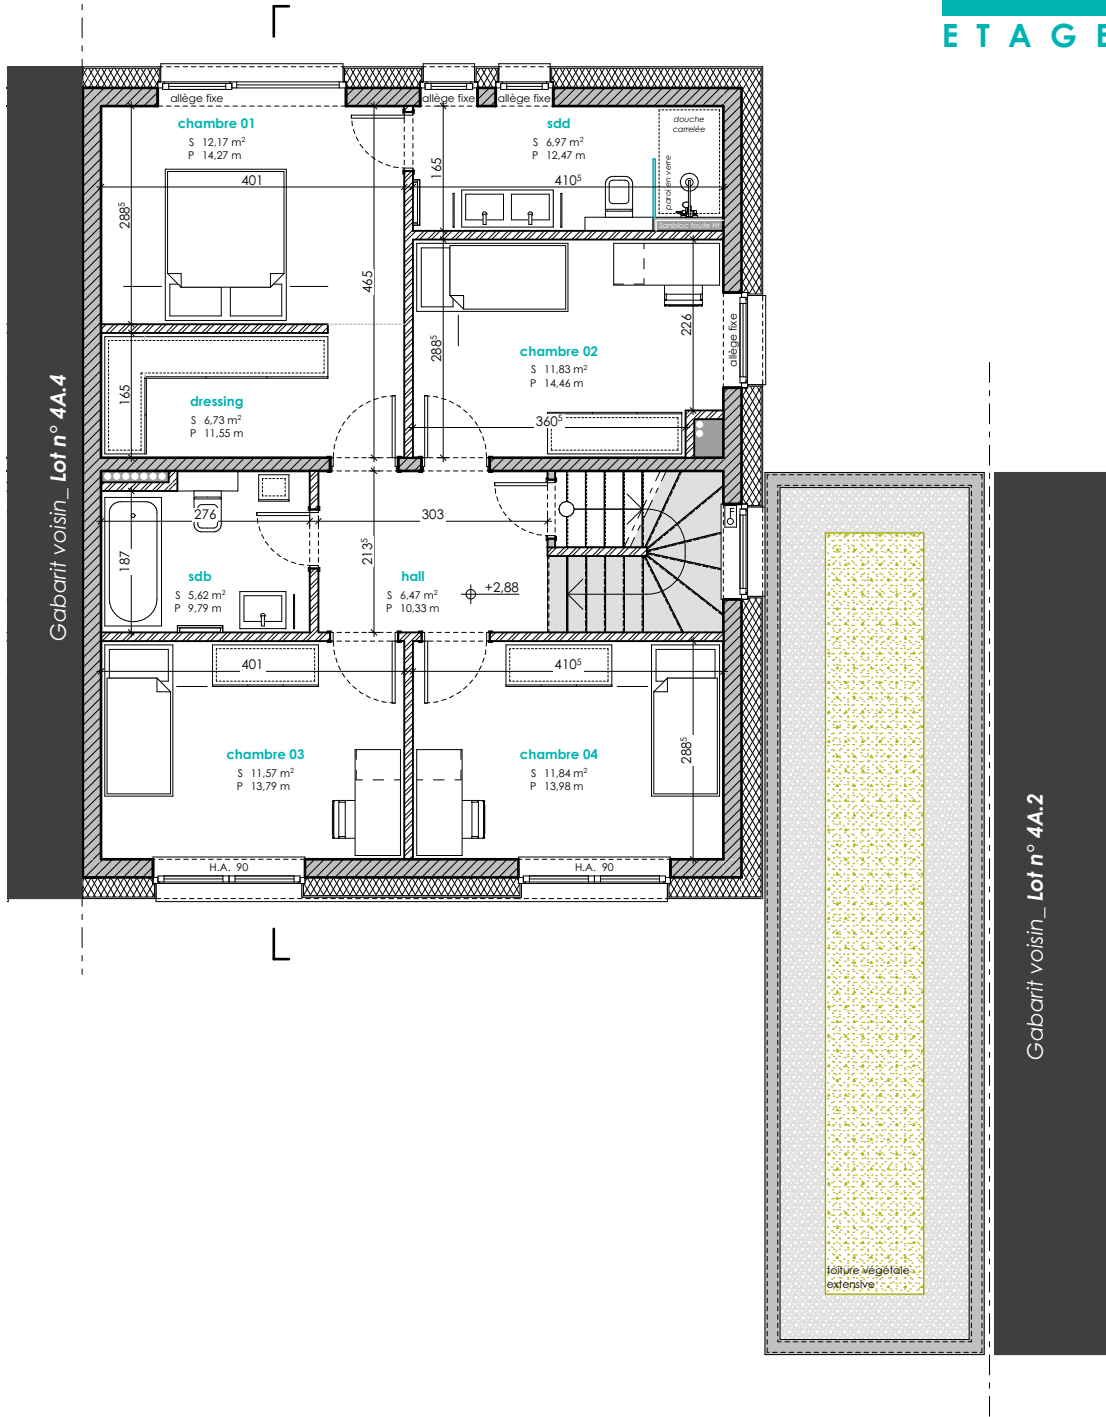 ETAGE
allège fixe
allège fixe
allège fixe
chambre 01
S 12,17 m²
P 14,27 m
sdd
S 6,97 m²
P 12,47 m
douche
carrelée
paroi en verre
401
165
410⁵
288⁵
465
chambre 02
S 11,83 m²
P 14,46 m
288⁵
226
allège fixe
360⁵
165
dressing
S 6,73 m²
P 11,55 m
Gabarit voisin_ Lot n° 4A.4
276
303
187
213⁵
sdb
S 5,62 m²
P 9,79 m
hall
S 6,47 m²
P 10,33 m
+2,88
401
410⁵
chambre 03
S 11,57 m²
P 13,79 m
chambre 04
S 11,84 m²
P 13,98 m
288⁵
H.A. 90
H.A. 90
Gabarit voisin_ Lot n° 4A.2
toiture végétale
extensive